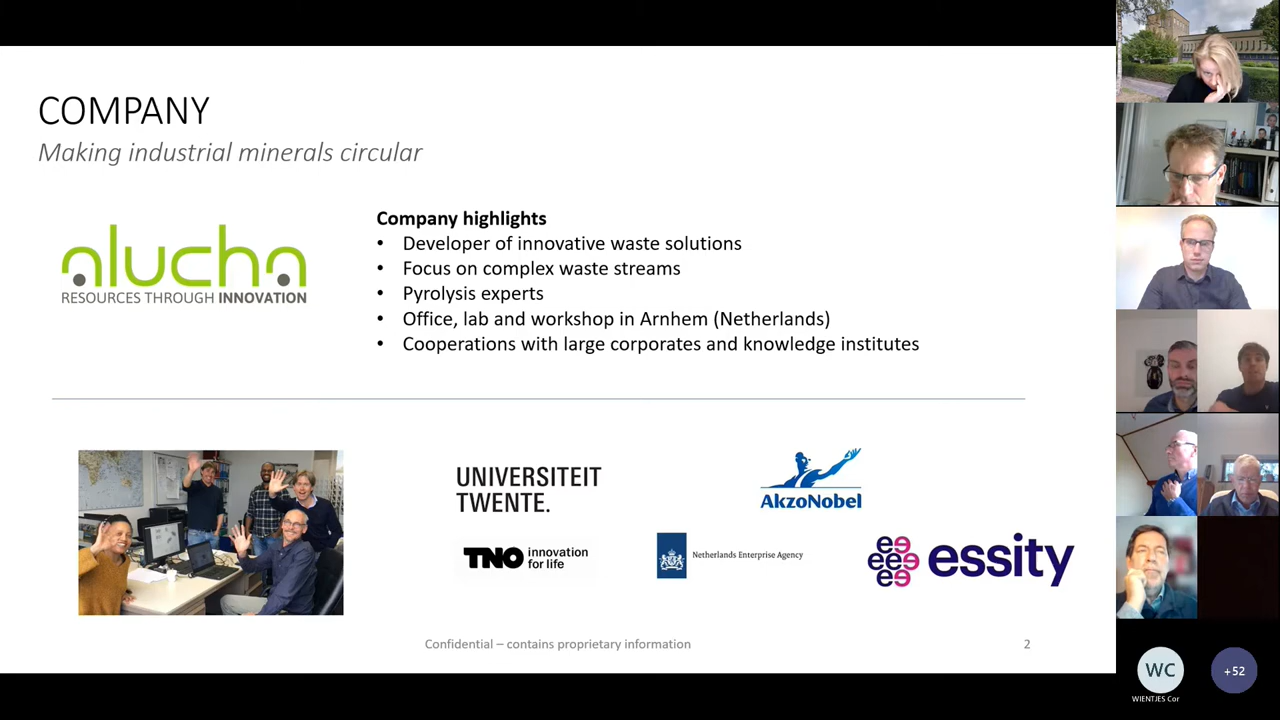 COMPANY
Making industrial minerals circular
alucha
RESOURCES THROUGH INNOVATION
Company highlights
• Developer of innovative waste solutions
• Focus on complex waste streams
• Pyrolysis experts
• Office, lab and workshop in Arnhem (Netherlands)
• Cooperations with large corporates and knowledge institutes
UNIVERSITEIT
TWENTE.
AkzoNobel
TNO innovation
for life
Netherlands Enterprise Agency
essity
Confidential – contains proprietary information
2
WC
+52
WIENTJES Cor